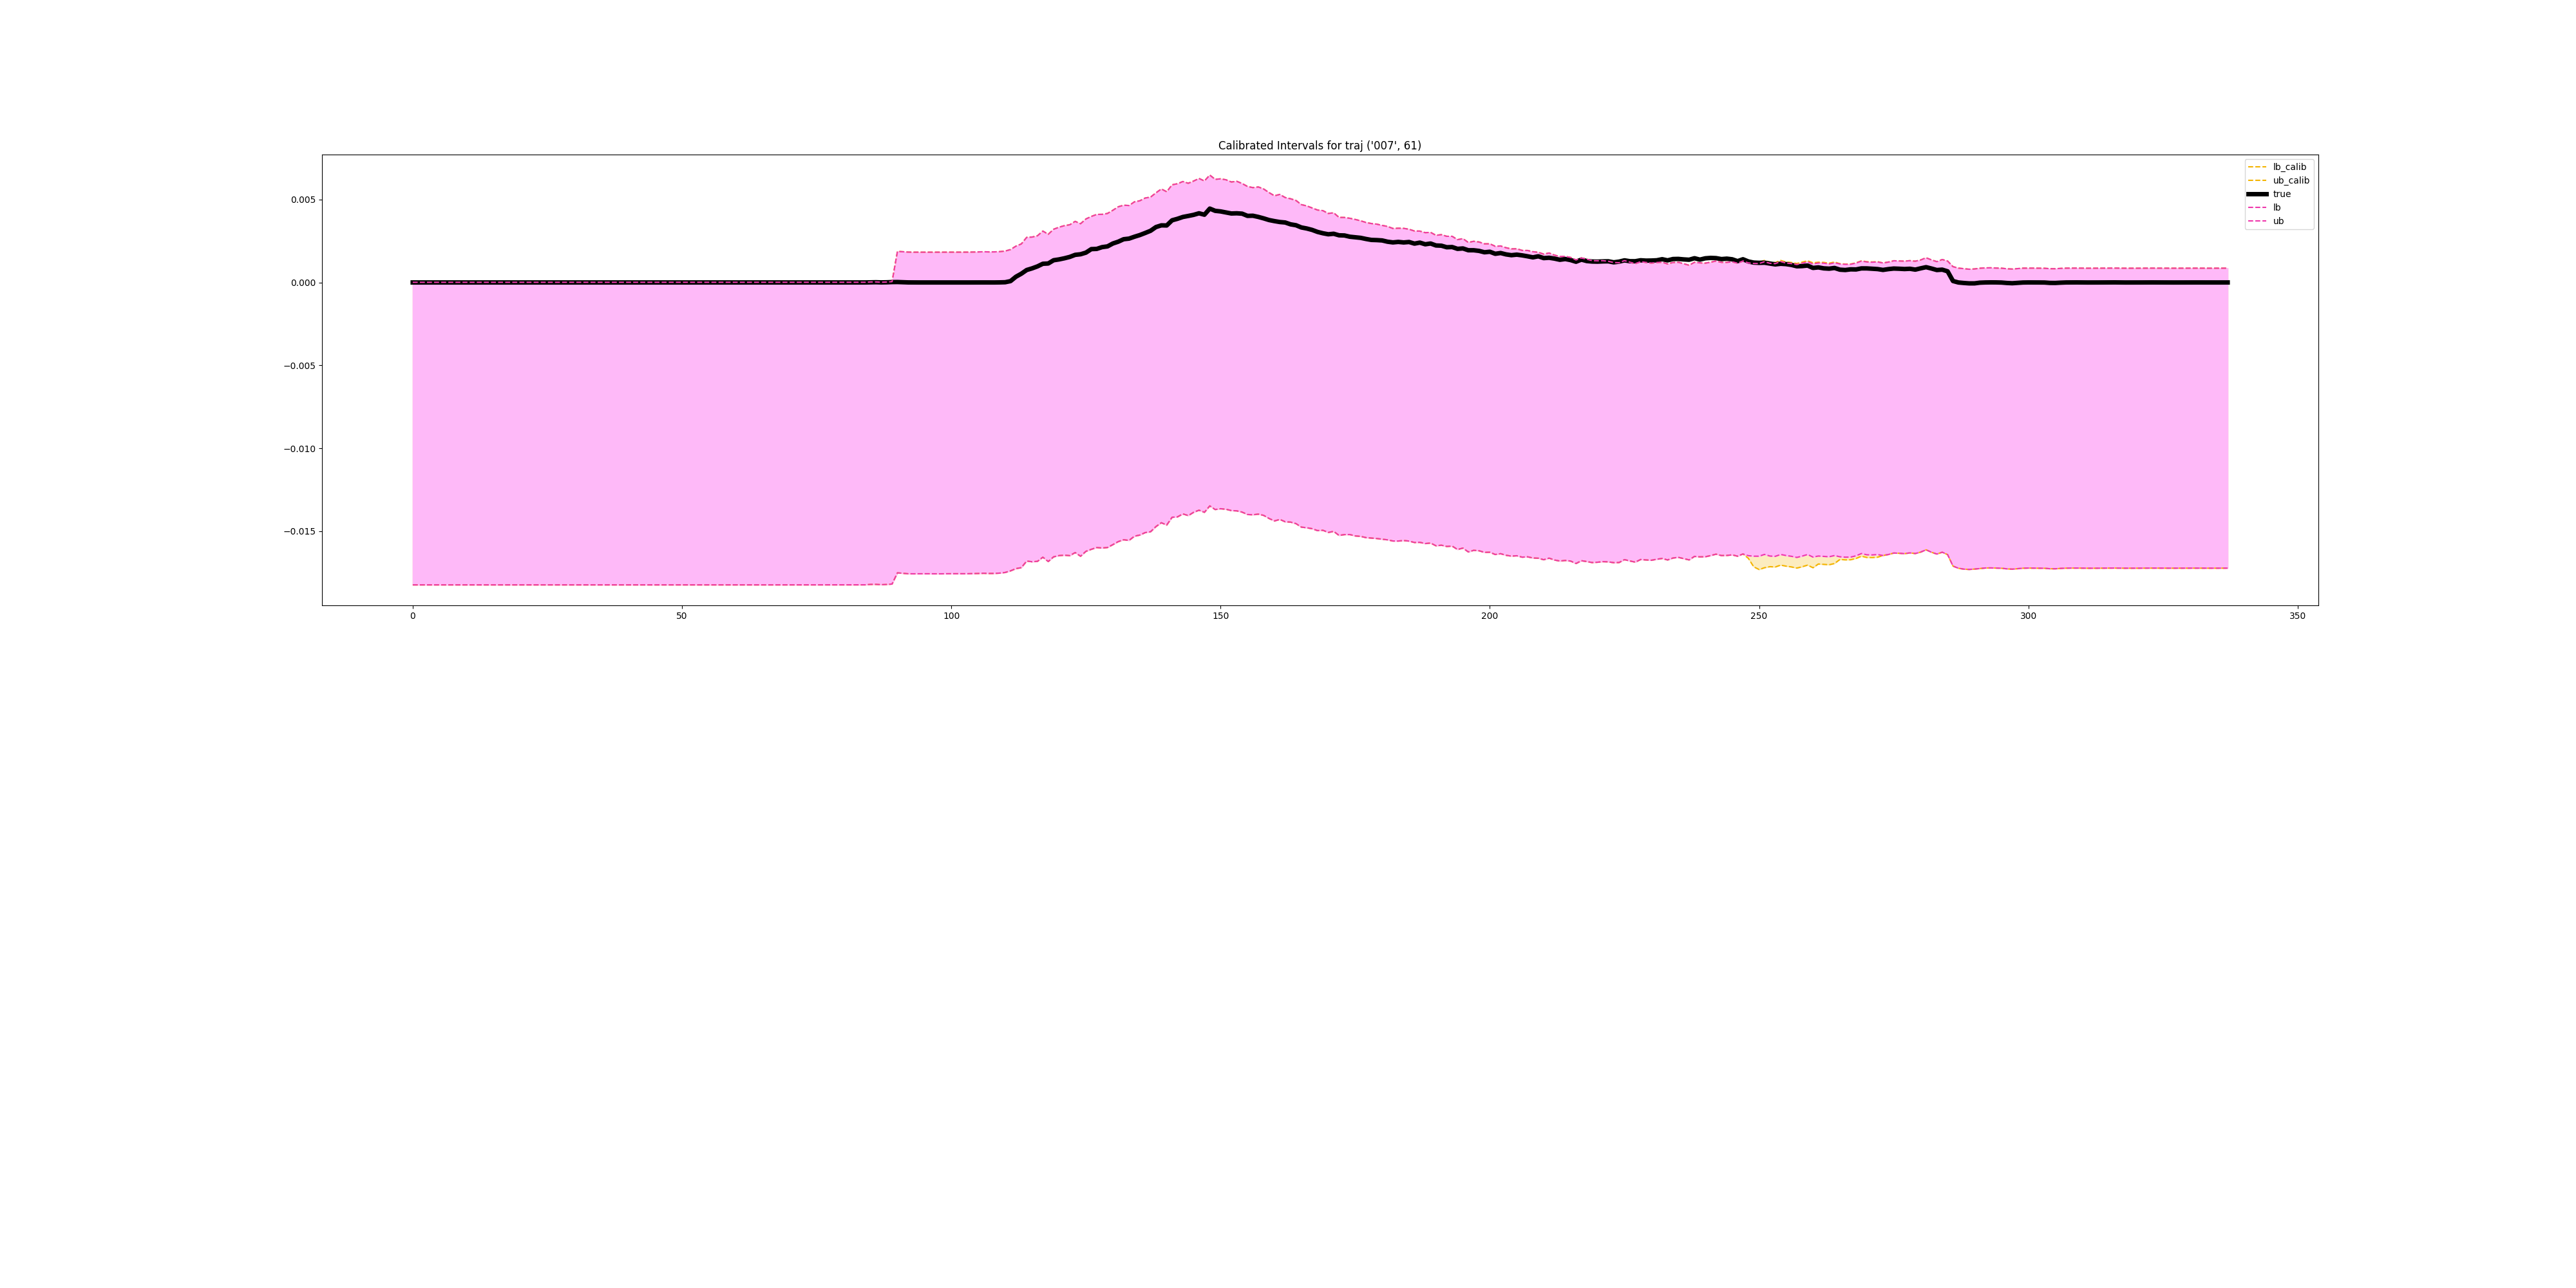 Calibrated Intervals for traj ('007', 61)
lb_calib
ub_calib
true
lb
ub
0.005
0.000
−0.005
−0.010
−0.015
0 50 100 150 200 250 300 350